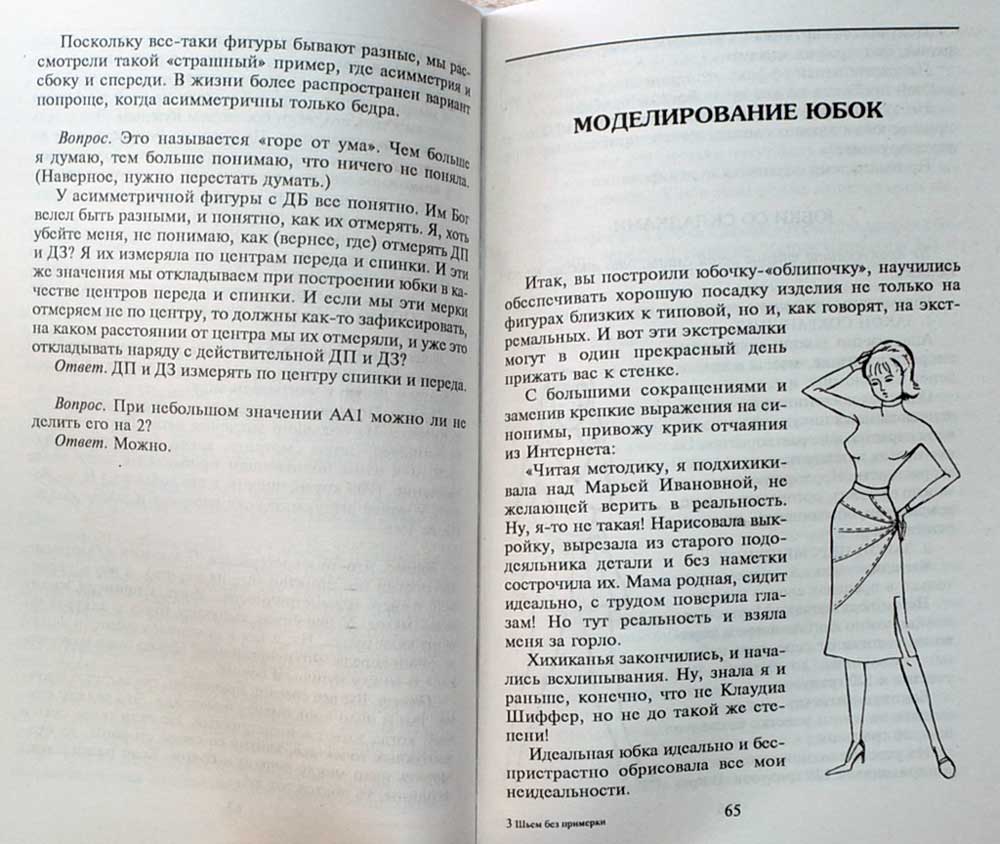 Поскольку все-таки фигуры бывают разные, мы рас-
смотрели такой «страшный» пример, где асимметрия и
сбоку и спереди. В жизни более распространен вариант
попроще, когда асимметричны только бедра.
Вопрос. Это называется «горе от ума». Чем больше
я думаю, тем больше понимаю, что ничего не поняла.
(Наверное, нужно перестать думать.)
У асимметричной фигуры с ДБ все понятно. Им Бог
велел быть разными, и понятно, как их отмерять. Я, хоть
убейте меня, не понимаю, как (вернее, где) отмерять ДП
и ДЗ? Я их измеряла по центрам переда и спинки. И эти
же значения мы откладываем при построении юбки в ка-
честве центров переда и спинки. И если мы эти мерки
отмеряем не по центру, то должны как-то зафиксировать,
на каком расстоянии от центра мы их отмеряли, и уже это
откладывать наряду с действительной ДП и ДЗ?
Ответ. ДП и ДЗ измерять по центру спинки и переда.
Вопрос. При небольшом значении АА1 можно ли не
делить его на 2?
Ответ. Можно.
МОДЕЛИРОВАНИЕ ЮБОК
Итак, вы построили юбочку-«облипочку», научились
обеспечивать хорошую посадку изделия не только на
фигурах близких к типовой, но и, как говорят, на экст-
ремальных. И вот эти экстремалки
могут в один прекрасный день
прижать вас к стенке.
С большими сокращениями и
заменив крепкие выражения на си-
нонимы, привожу крик отчаяния
из Интернета:
«Читая методику, я подхихики-
вала над Марьей Ивановной, не
желающей верить в реальность.
Ну, я-то не такая! Нарисовала вык-
ройку, вырезала из старого подо-
деяльника детали и без наметки
сострочила их. Мама родная, сидит
идеально, с трудом поверила гла-
зам! Но тут реальность и взяла
меня за горло.
Хихиканья закончились, и нача-
лись всхлипывания. Ну, знала я и
раньше, конечно, что не Клаудиа
Шиффер, но не до такой же сте-
пени!
Идеальная юбка идеально и бес-
пристрастно обрисовала все мои
неидеальности.
3 Шьем без примерки
65